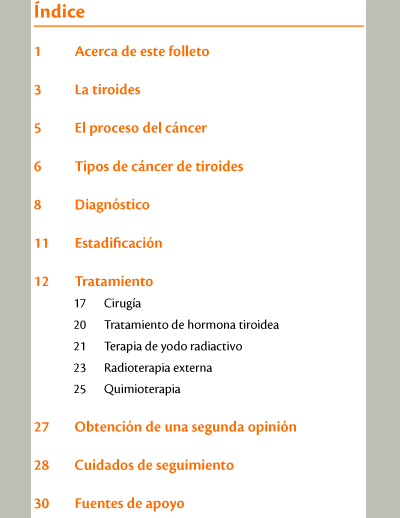 Índice
1 Acerca de este folleto
3 La tiroides
5 El proceso del cáncer
6 Tipos de cáncer de tiroides
8 Diagnóstico
11 Estadificación
12 Tratamiento
17 Cirugía
20 Tratamiento de hormona tiroidea
21 Terapia de yodo radiactivo
23 Radioterapia externa
25 Quimioterapia
27 Obtención de una segunda opinión
28 Cuidados de seguimiento
30 Fuentes de apoyo